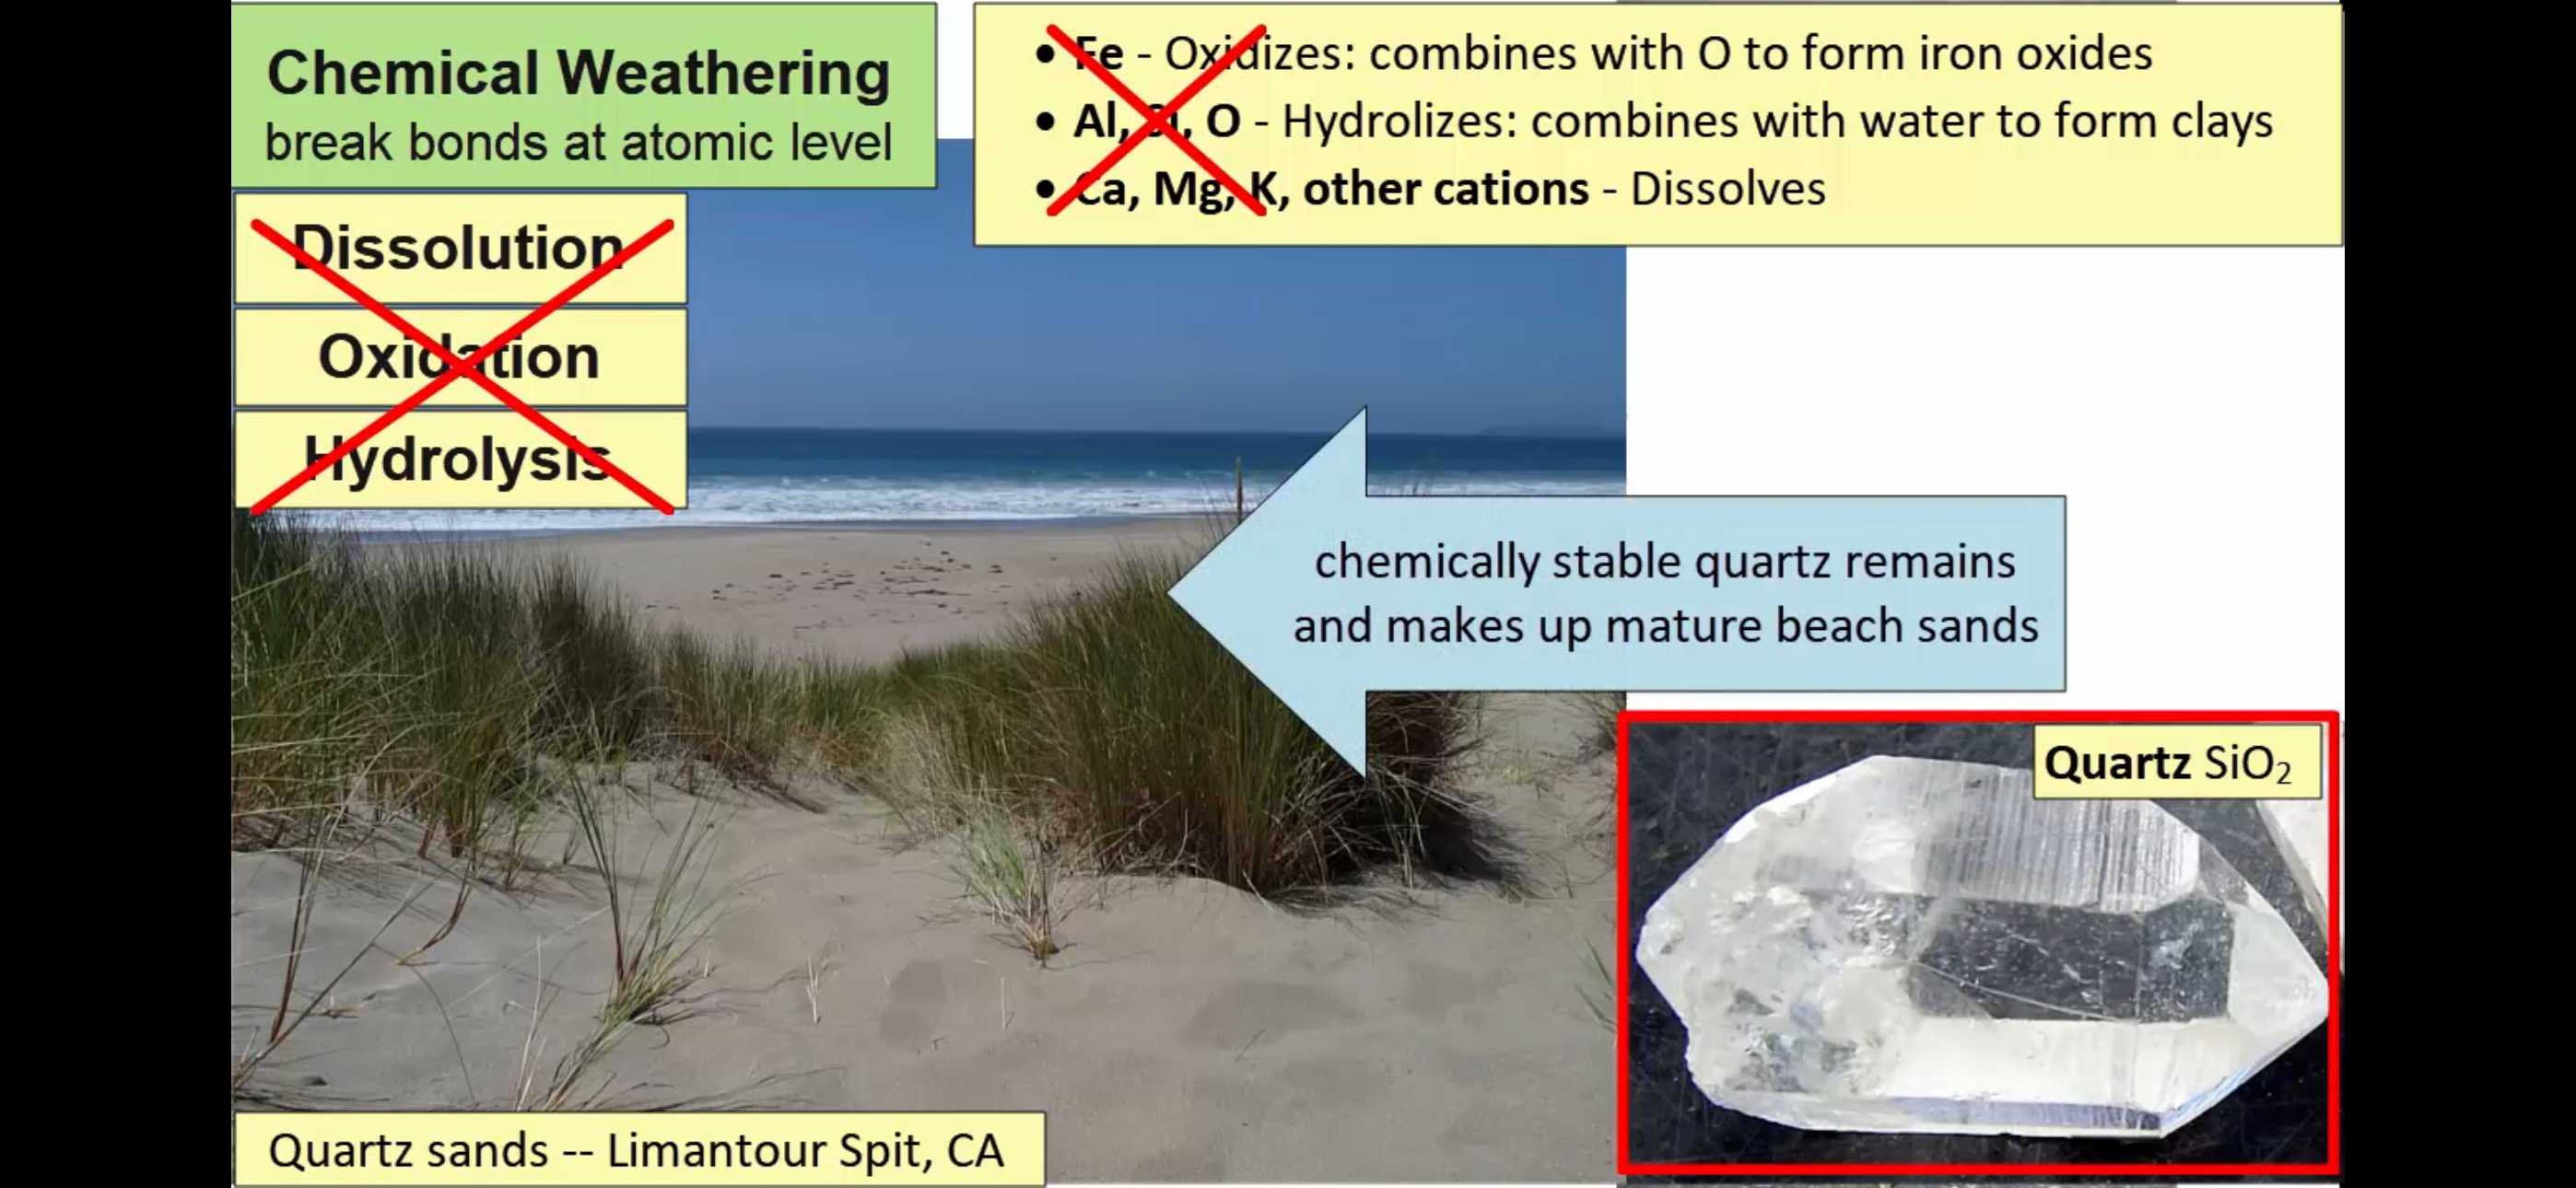 Chemical Weathering
break bonds at atomic level
Dissolution
Oxidation
Hydrolysis
• Fe - Oxidizes: combines with O to form iron oxides
• Al, Si, O - Hydrolizes: combines with water to form clays
• Ca, Mg, K, other cations - Dissolves
chemically stable quartz remains
and makes up mature beach sands
Quartz SiO₂
Quartz sands -- Limantour Spit, CA